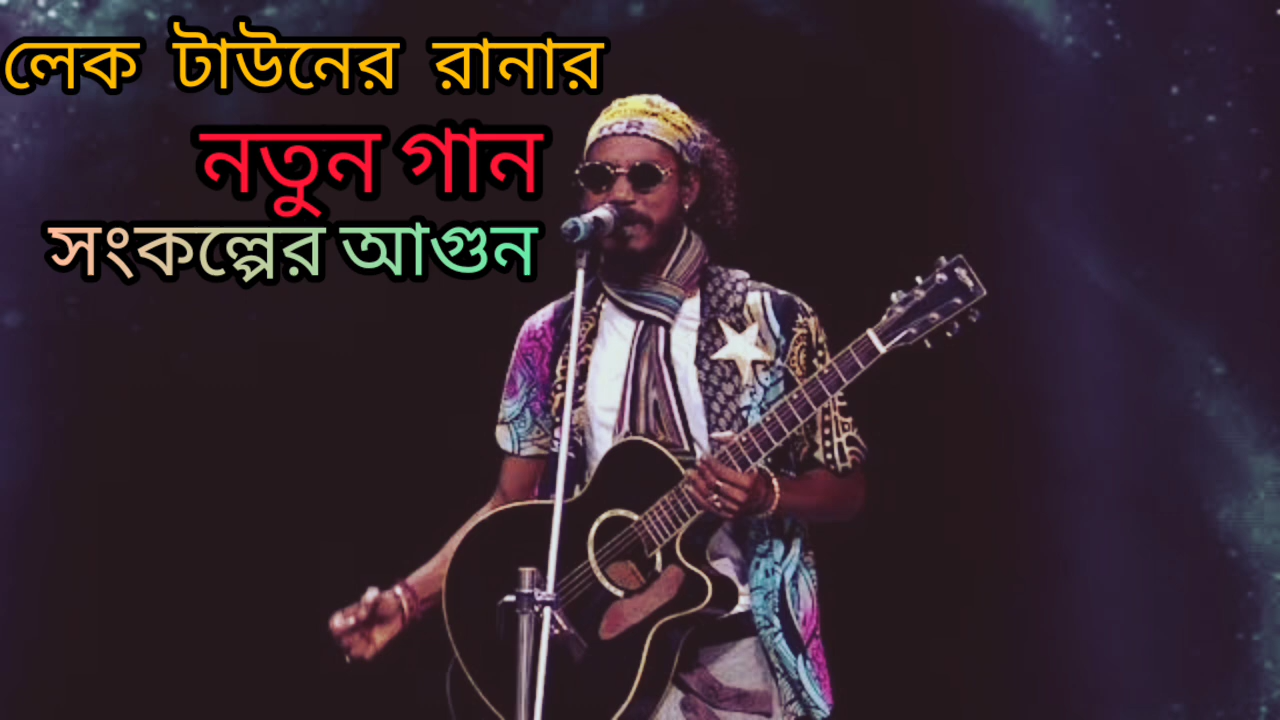 লেক টাউনের রানার
নতুন গান
সংকল্পের আগুন